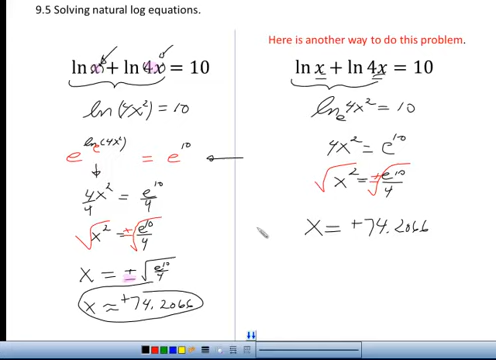 9.5 Solving natural log equations.
ln x + ln 4x = 10
ln(4x²) = 10
e^ln_e(4x²) = e^10
4x²/4 = e^10/4
√x² = ±√(e^10/4)
x = ±√(e^10/4)
x ≈ +74.2066
Here is another way to do this problem.
ln x + ln 4x = 10
ln_e 4x² = 10
4x² = e^10
√x² = ±√(e^10/4)
x = +74.2066